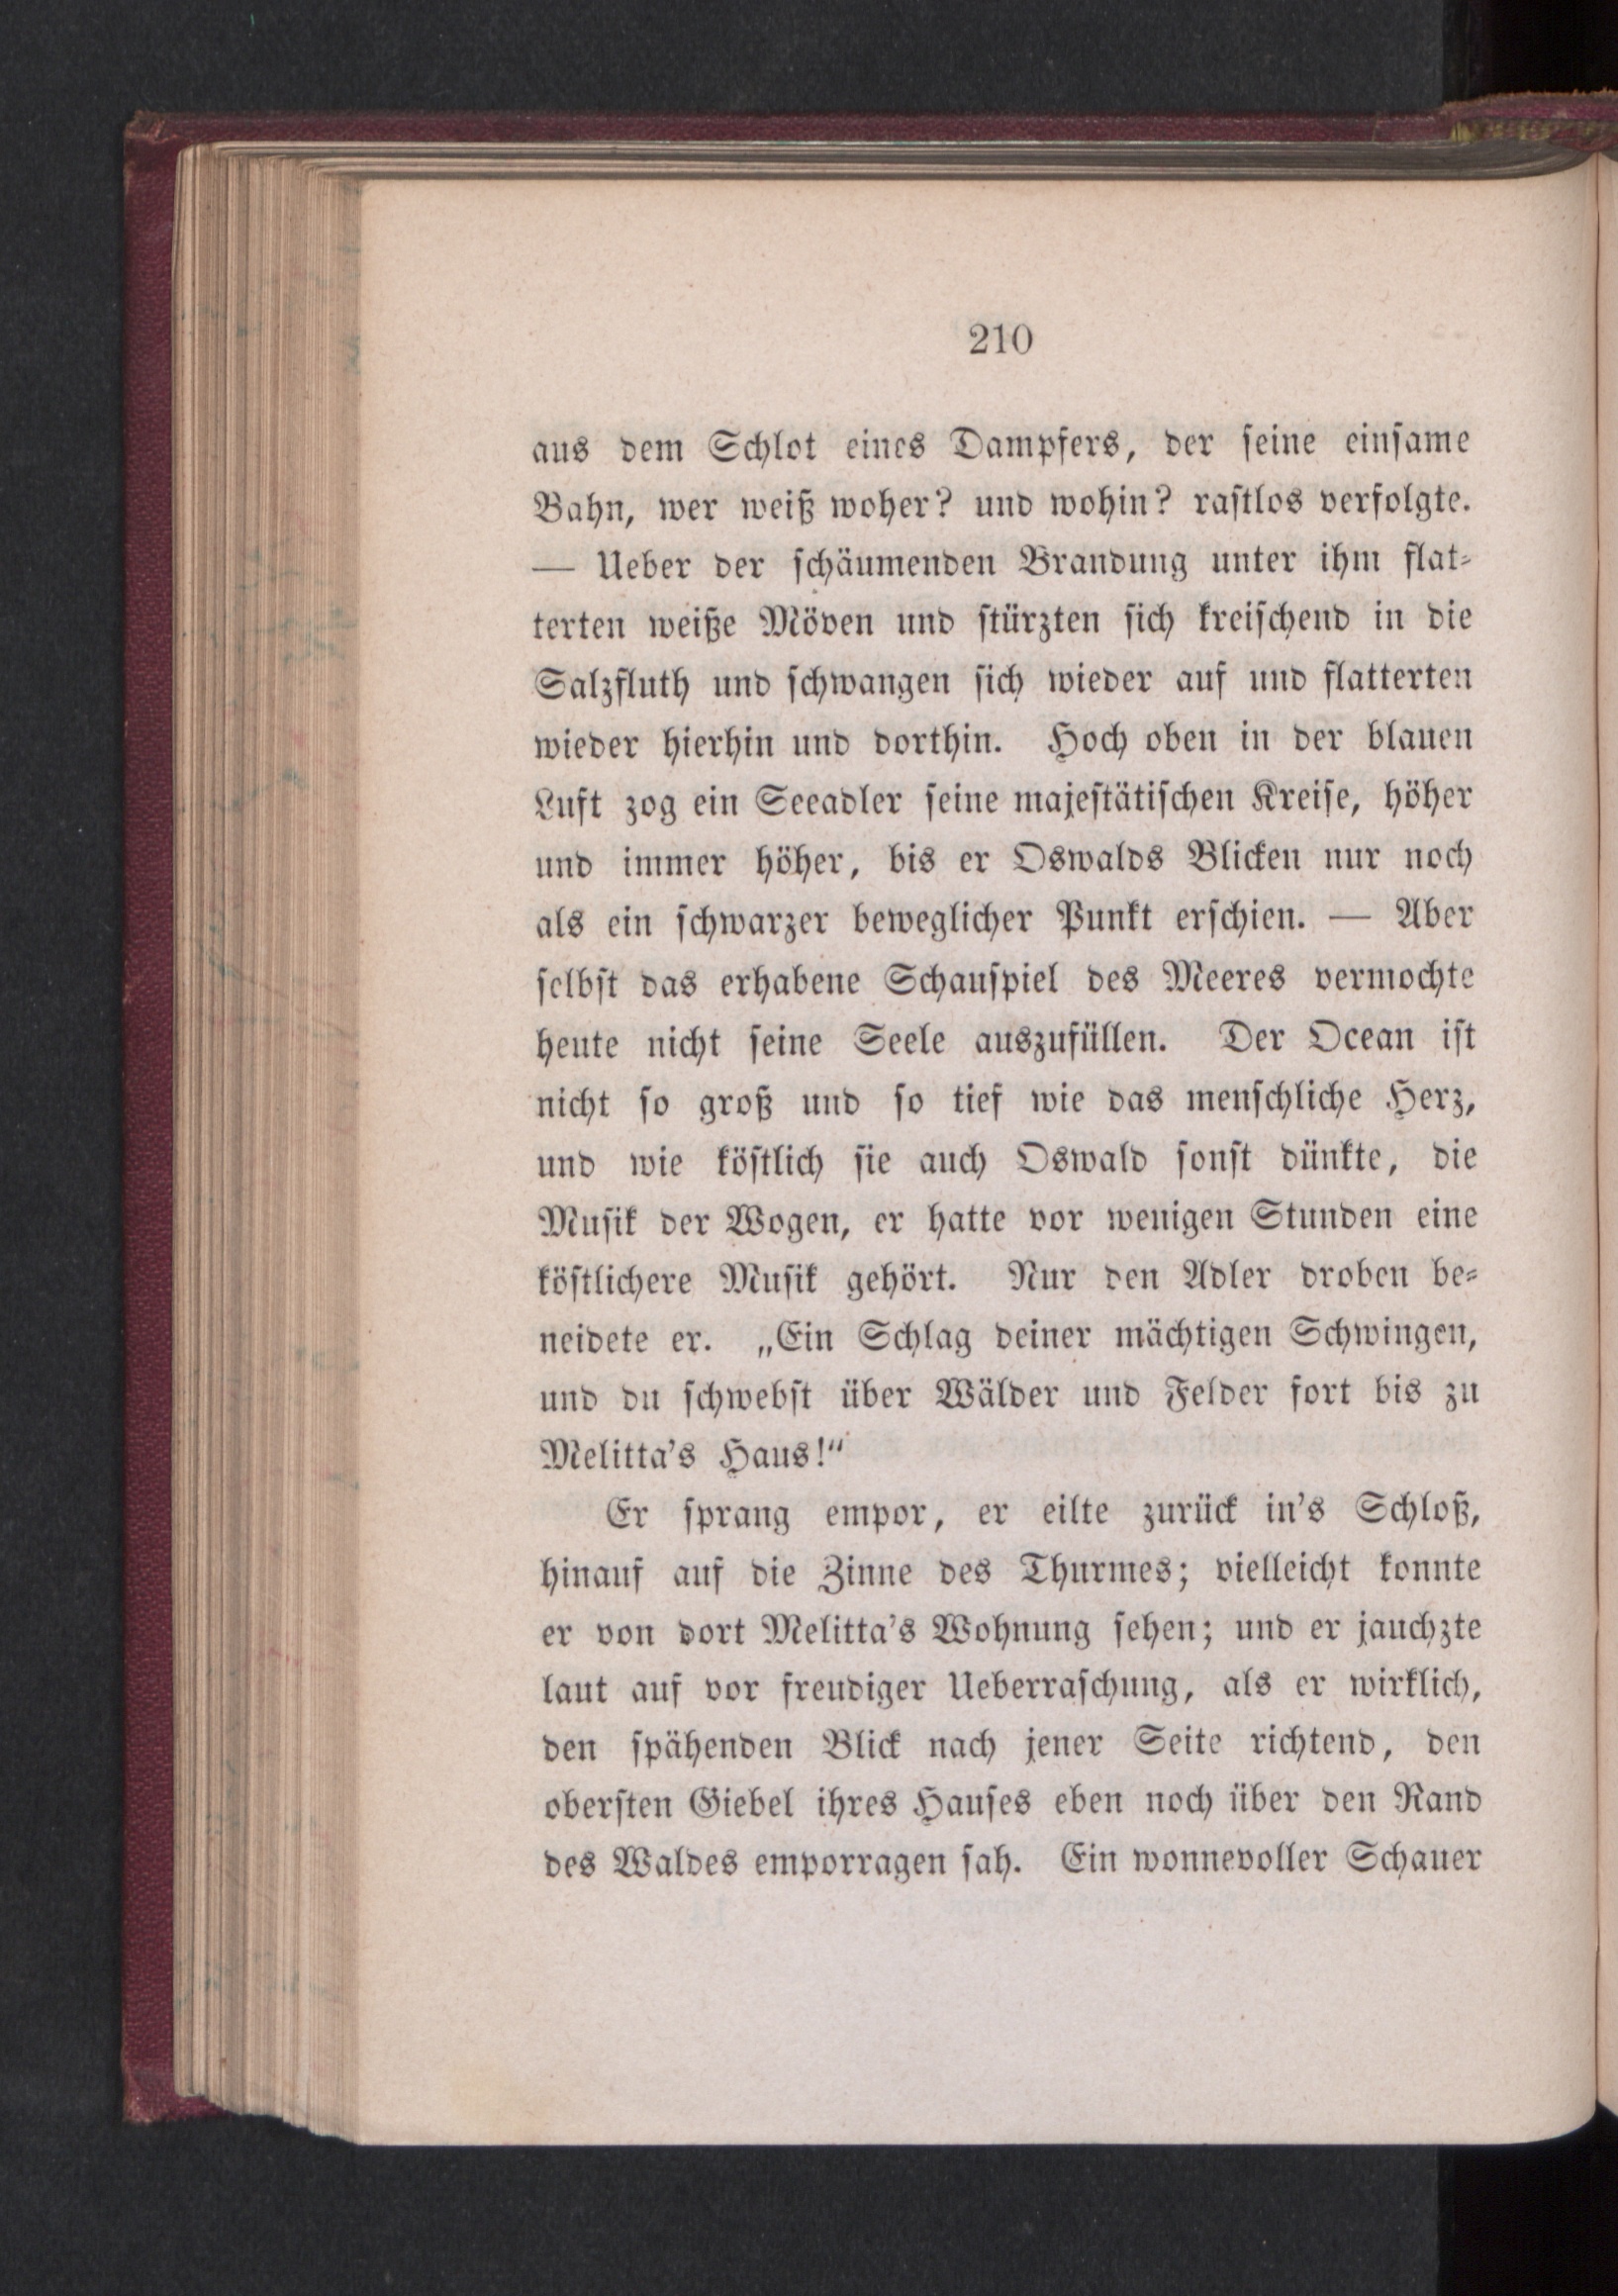 210
aus dem Schlot eines Dampfers, der seine einsame
Bahn, wer weiß woher? und wohin? rastlos verfolgte.
— Ueber der schäumenden Brandung unter ihm flat-
terten weiße Möven und stürzten sich kreischend in die
Salzfluth und schwangen sich wieder auf und flatterten
wieder hierhin und dorthin. Hoch oben in der blauen
Luft zog ein Seeadler seine majestätischen Kreise, höher
und immer höher, bis er Oswalds Blicken nur noch
als ein schwarzer beweglicher Punkt erschien. — Aber
selbst das erhabene Schauspiel des Meeres vermochte
heute nicht seine Seele auszufüllen. Der Ocean ist
nicht so groß und so tief wie das menschliche Herz,
und wie köstlich sie auch Oswald sonst dünkte, die
Musik der Wogen, er hatte vor wenigen Stunden eine
köstlichere Musik gehört. Nur den Adler droben be-
neidete er. „Ein Schlag deiner mächtigen Schwingen,
und du schwebst über Wälder und Felder fort bis zu
Melitta's Haus!“
Er sprang empor, er eilte zurück in's Schloß,
hinauf auf die Zinne des Thurmes; vielleicht konnte
er von dort Melitta's Wohnung sehen; und er jauchzte
laut auf vor freudiger Ueberraschung, als er wirklich,
den spähenden Blick nach jener Seite richtend, den
obersten Giebel ihres Hauses eben noch über den Rand
des Waldes emporragen sah. Ein wonnevoller Schauer